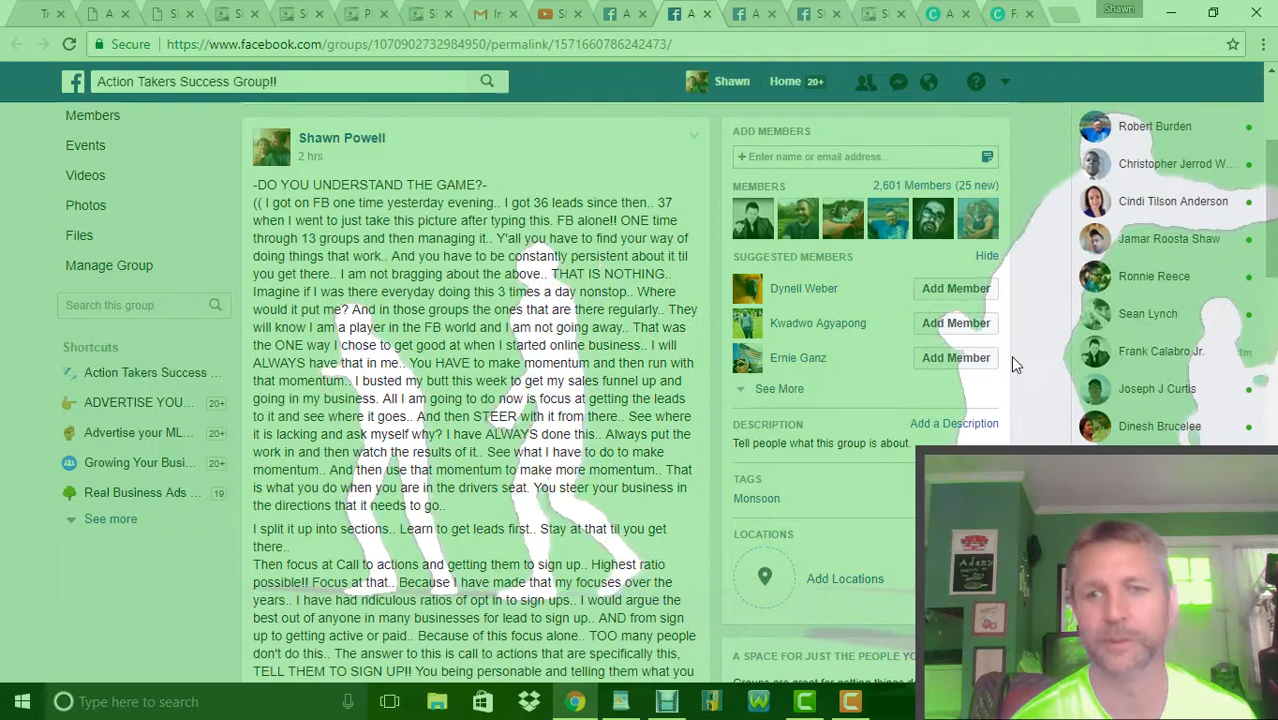 Shawn
Secure
https://www.facebook.com/groups/1070902732984950/permalink/1571660786242473/
Action Takers Success Group!!
Shawn
Home 20+
Members
Events
Videos
Photos
Files
Manage Group
Search this group
Shortcuts
Action Takers Success ...
ADVERTISE YOU... 20+
Advertise your ML... 20+
Growing Your Busi... 20+
Real Business Ads ... 19
See more
Shawn Powell
2 hrs
-DO YOU UNDERSTAND THE GAME?-
(( I got on FB one time yesterday evening.. I got 36 leads since then.. 37
when I went to just take this picture after typing this. FB alone!! ONE time
through 13 groups and then managing it.. Y'all you have to find your way of
doing things that work.. And you have to be constantly persistent about it til
you get there.. I am not bragging about the above.. THAT IS NOTHING..
Imagine if I was there everyday doing this 3 times a day nonstop.. Where
would it put me? And in those groups the ones that are there regularly.. They
will know I am a player in the FB world and I am not going away.. That was
the ONE way I chose to get good at when I started online business.. I will
ALWAYS have that in me.. You HAVE to make momentum and then run with
that momentum.. I busted my butt this week to get my sales funnel up and
going in my business. All I am going to do now is focus at getting the leads
to it and see where it goes.. And then STEER with it from there.. See where
it is lacking and ask myself why? I have ALWAYS done this.. Always put the
work in and then watch the results of it.. See what I have to do to make
momentum.. And then use that momentum to make more momentum.. That
is what you do when you are in the drivers seat. You steer your business in
the directions that it needs to go..
I split it up into sections.. Learn to get leads first.. Stay at that til you get
there..
Then focus at Call to actions and getting them to sign up.. Highest ratio
possible!! Focus at that.. Because I have made that my focuses over the
years.. I have had ridiculous ratios of opt in to sign ups.. I would argue the
best out of anyone in many businesses for lead to sign up.. AND from sign
up to getting active or paid.. Because of this focus alone.. TOO many people
don't do this.. The answer to this is call to actions that are specifically this,
TELL THEM TO SIGN UP!! You being personable and telling them what you
ADD MEMBERS
+ Enter name or email address...
MEMBERS 2,601 Members (25 new)
SUGGESTED MEMBERS Hide
Dynell Weber Add Member
Kwadwo Agyapong Add Member
Ernie Ganz Add Member
See More
DESCRIPTION Add a Description
Tell people what this group is about.
TAGS
Monsoon
LOCATIONS
Add Locations
A SPACE FOR JUST THE PEOPLE YO
Robert Burden
Christopher Jerrod W...
Cindi Tilson Anderson
Jamar Roosta Shaw
Ronnie Reece
Sean Lynch
Frank Calabro Jr. 1m
Joseph J Curtis
Dinesh Brucelee
Type here to search